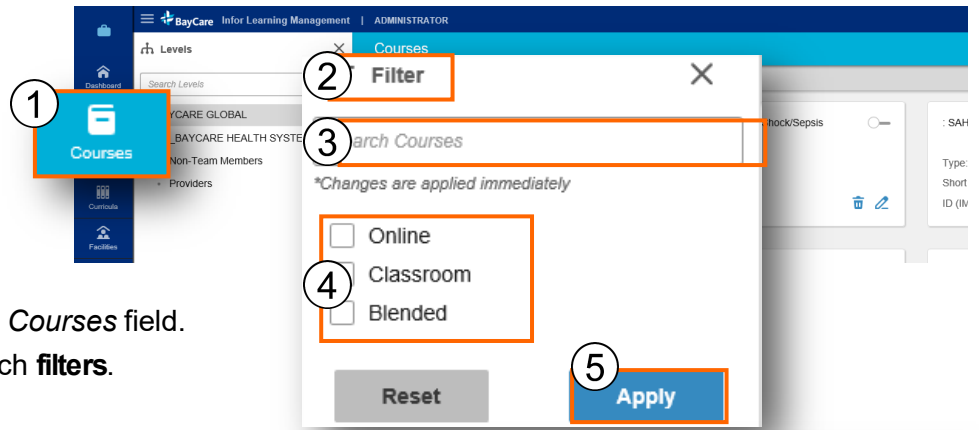 BayCare Infor Learning Management | ADMINISTRATOR
Levels
Courses
Dashboard
Search Levels
2
Filter
1
Courses
YCARE GLOBAL
_BAYCARE HEALTH SYSTE
Non-Team Members
Providers
3
arch Courses
*Changes are applied immediately
hock/Sepsis
: SAH
Type:
Short
ID (IM
Curricula
Facilities
Online
4
Classroom
Blended
Courses field.
ch filters.
Reset
5
Apply